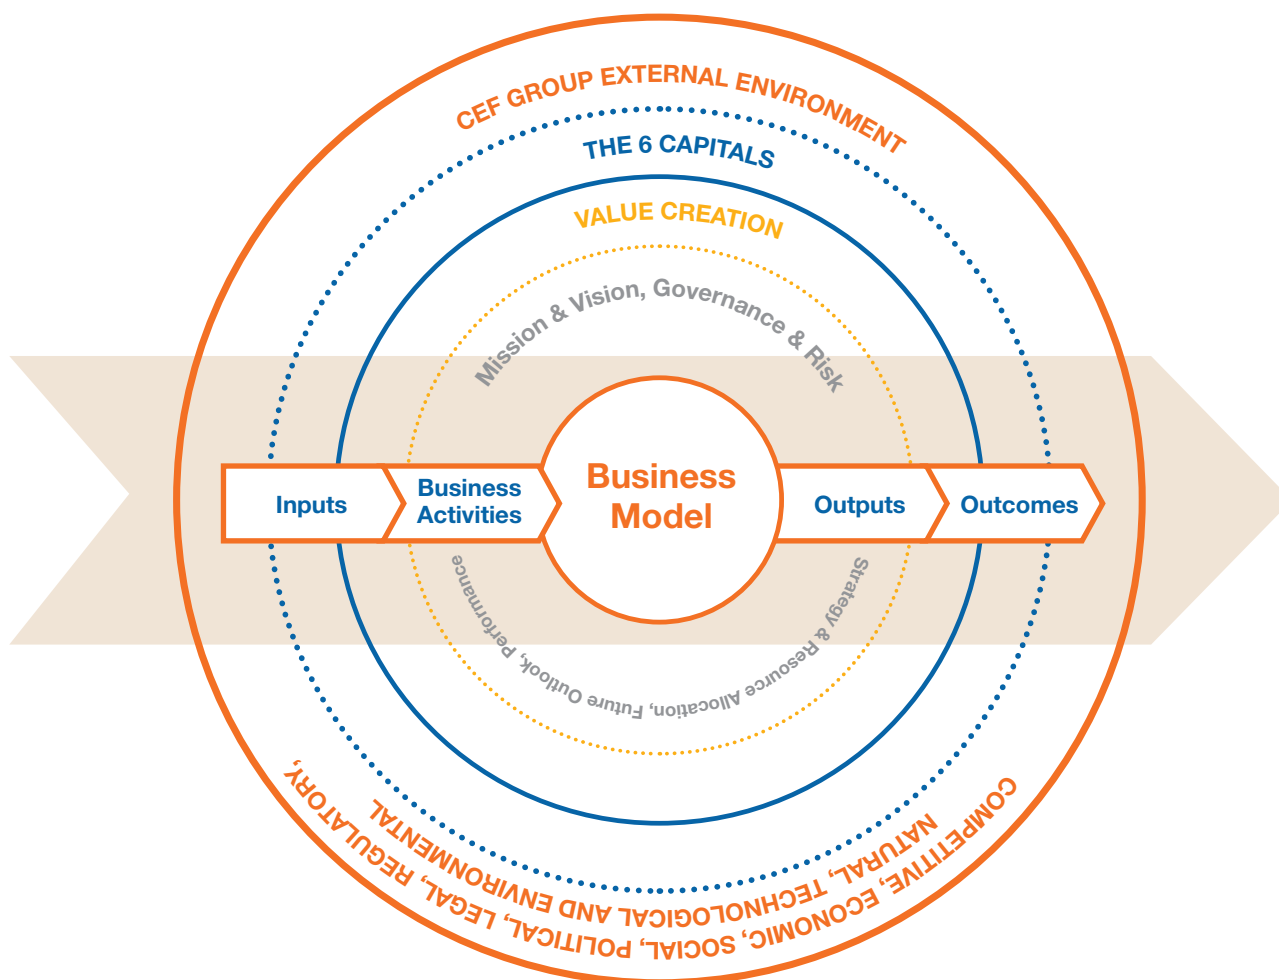 CEF GROUP EXTERNAL ENVIRONMENT
THE 6 CAPITALS
VALUE CREATION
Mission & Vision, Governance & Risk
Inputs
Business
Activities
Business
Model
Outputs
Outcomes
Strategy & Resource Allocation, Future Outlook, Performance
COMPETITIVE, ECONOMIC, SOCIAL, POLITICAL, LEGAL, REGULATORY,
NATURAL, TECHNOLOGICAL AND ENVIRONMENTAL